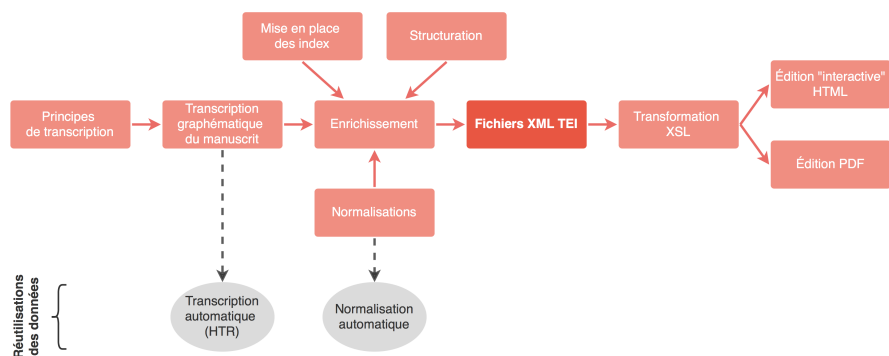 Mise en place
des index
Structuration
Principes
de transcription
Transcription
graphématique
du manuscrit
Enrichissement
Fichiers XML TEI
Transformation
XSL
Édition "interactive"
HTML
Édition PDF
Normalisations
Réutilisations
des données
Transcription
automatique
(HTR)
Normalisation
automatique